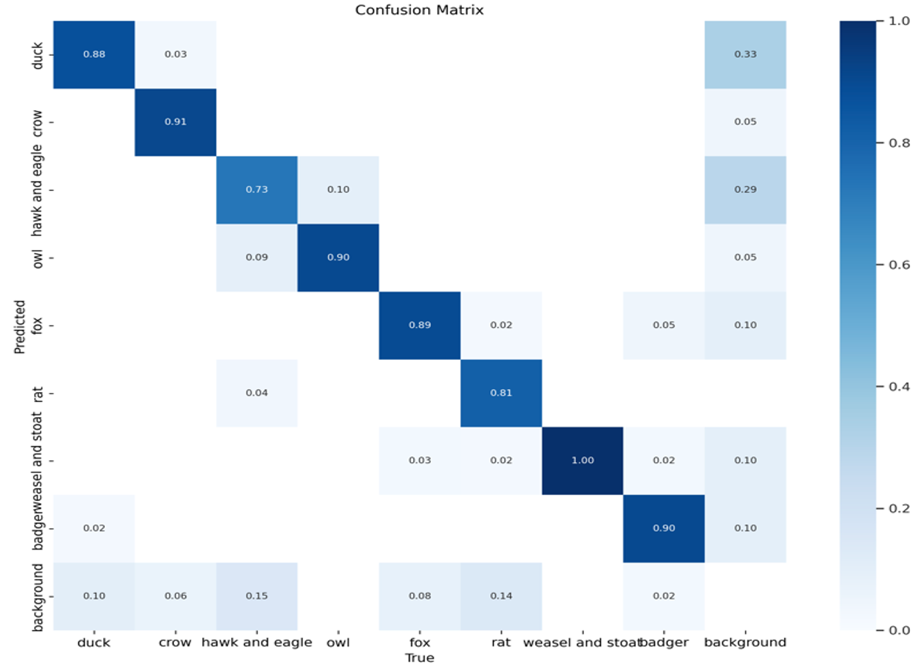 Confusion Matrix
duck
0.88
0.03
0.33
1.0
crow
0.91
0.05
0.8
hawk and eagle
0.73
0.10
0.29
owl
0.09
0.90
0.05
0.6
Predicted
fox
0.89
0.02
0.05
0.10
rat
0.04
0.81
0.4
weasel and stoat
0.03
0.02
1.00
0.02
0.10
0.2
badger
0.02
0.90
0.10
background
0.10
0.06
0.15
0.08
0.14
0.02
0.0
duck
crow
hawk and eagle
owl
fox
rat
weasel and stoat
badger
background
True